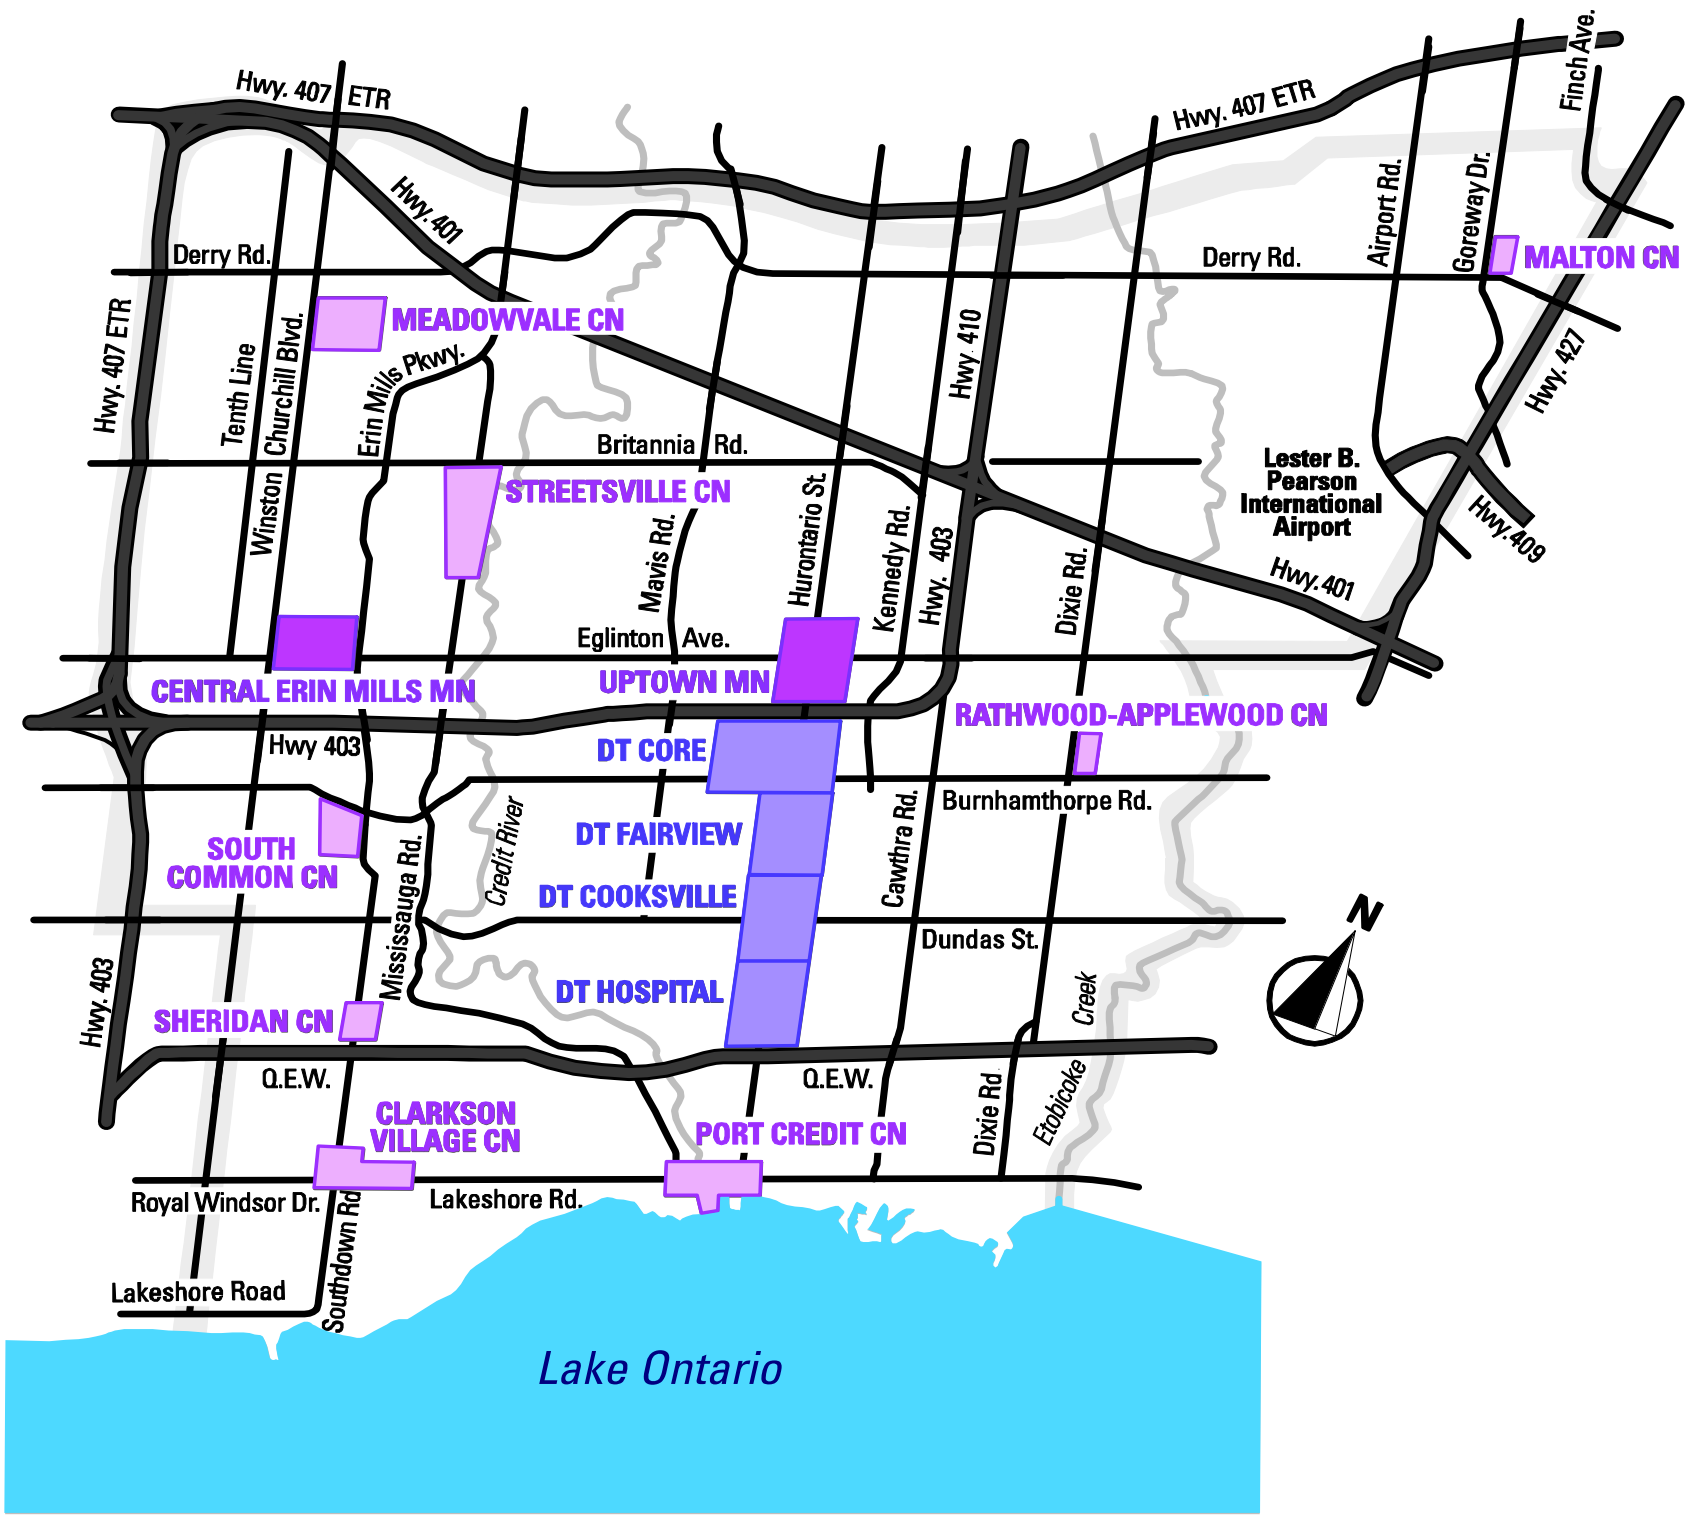 Finch Ave.
Hwy. 407 ETR
Hwy. 407 ETR
Hwy. 401
Airport Rd.
Goreway Dr.
Derry Rd.
Derry Rd.
MALTON CN
Hwy. 407 ETR
MEADOWVALE CN
Hwy. 410
Hwy. 427
Tenth Line
Winston Churchill Blvd.
Erin Mills Pkwy.
Britannia Rd.
Lester B.
Pearson
International
Airport
STREETSVILLE CN
Hurontario St.
Mavis Rd.
Kennedy Rd.
Hwy. 403
Dixie Rd.
Hwy.409
Hwy. 401
Eglinton Ave.
UPTOWN MN
CENTRAL ERIN MILLS MN
RATHWOOD-APPLEWOOD CN
Hwy 403
DT CORE
Burnhamthorpe Rd.
DT FAIRVIEW
SOUTH
COMMON CN
Mississauga Rd.
Credit River
Cawthra Rd.
DT COOKSVILLE
N
Dundas St.
Hwy. 403
DT HOSPITAL
SHERIDAN CN
Etobicoke Creek
Q.E.W.
Q.E.W.
CLARKSON
VILLAGE CN
PORT CREDIT CN
Dixie Rd.
Royal Windsor Dr.
Lakeshore Rd.
Southdown Rd.
Lakeshore Road
Lake Ontario